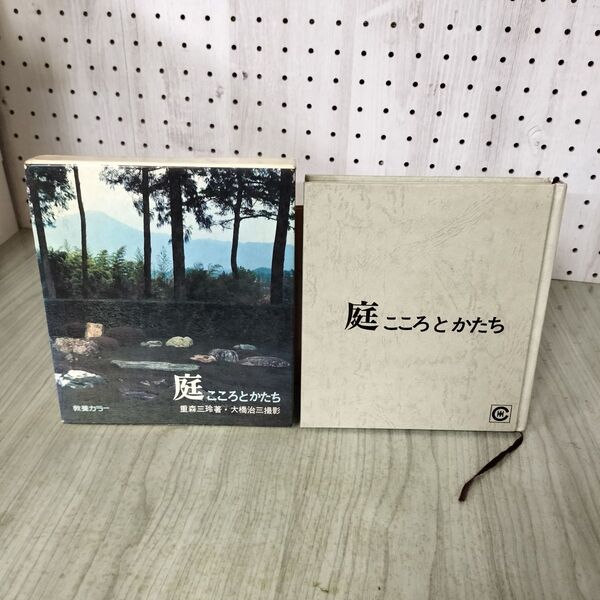 庭 こころとかたち
重森三玲著・大橋治三撮影
教養カラー
庭 こころとかたち